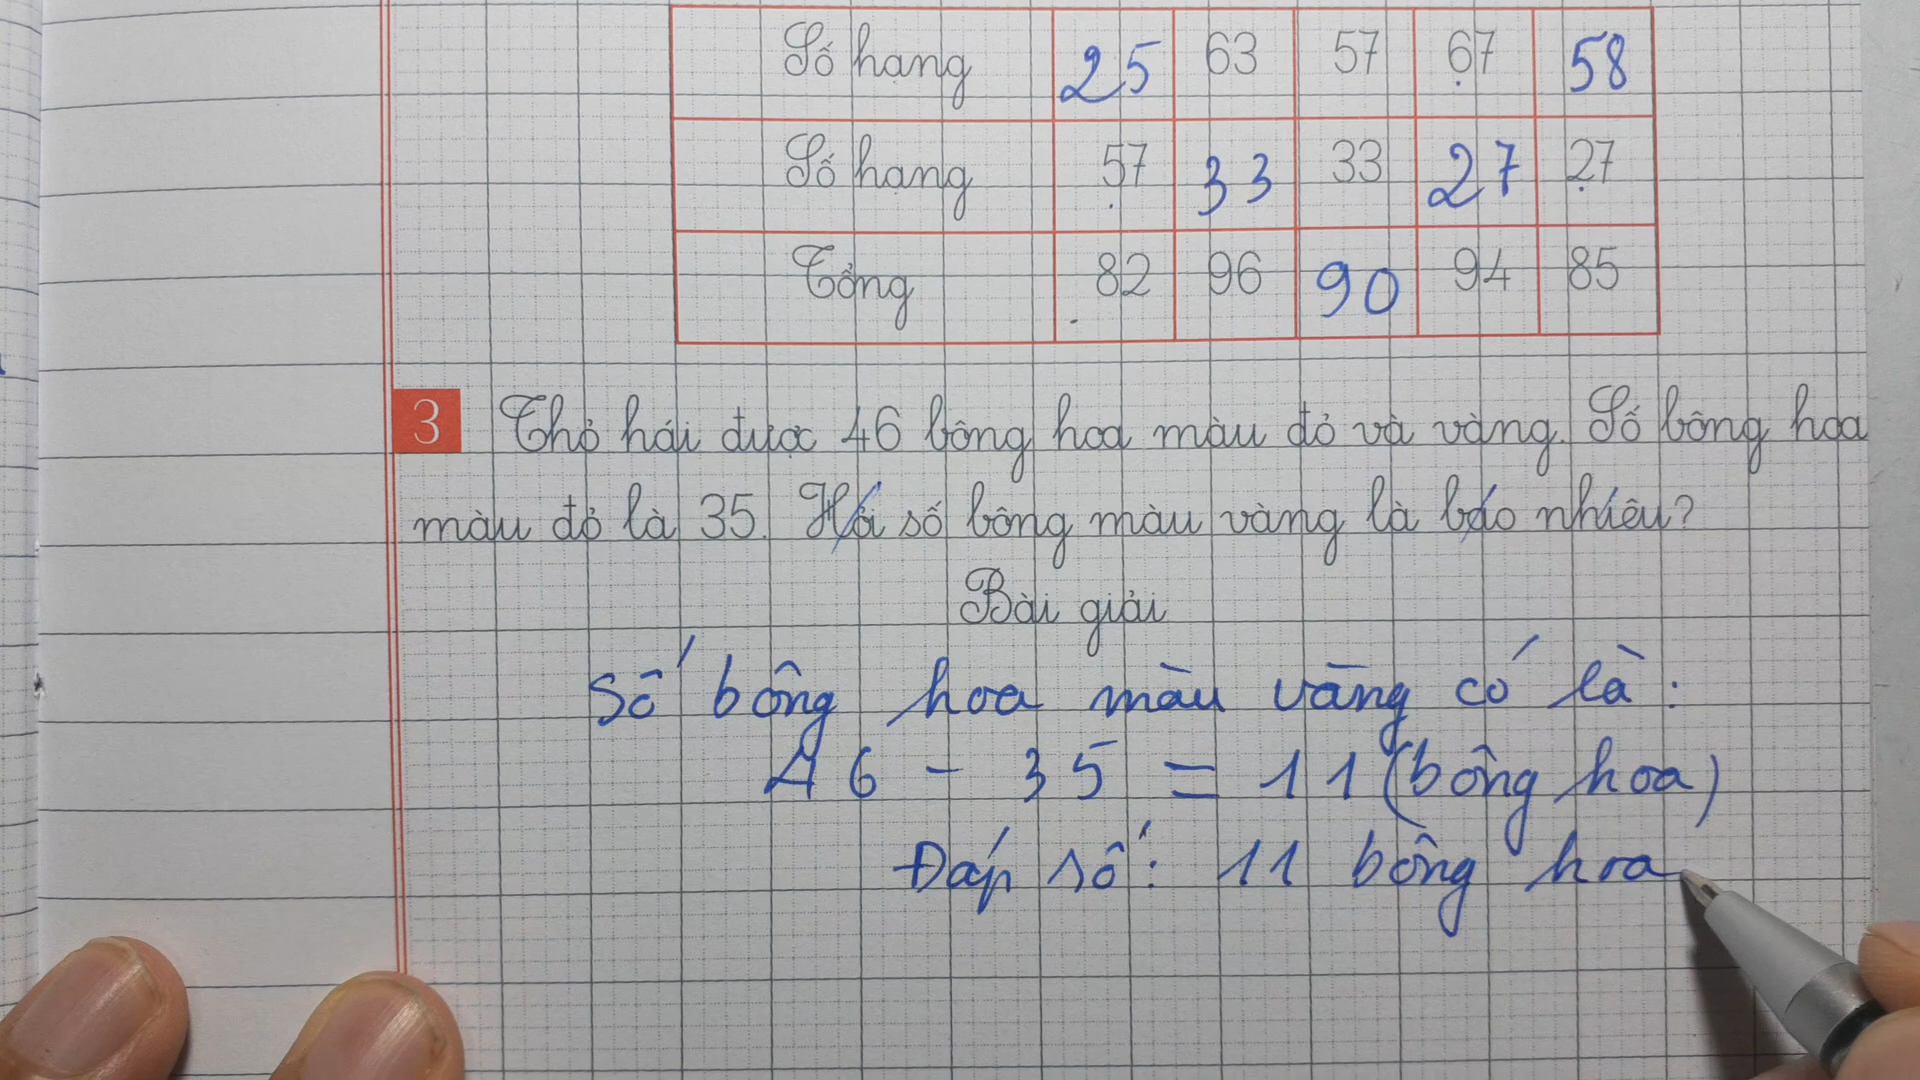 Số hạng 25 63 57 67 58
Số hạng 57 33 33 27 27
Tổng 82 96 90 94 85
3 Thỏ hái được 46 bông hoa màu đỏ và vàng. Số bông hoa
màu đỏ là 35. Hỏi số bông màu vàng là bao nhiêu?
Bài giải
Số bông hoa màu vàng có là:
46 - 35 = 11 (bông hoa)
Đáp số: 11 bông hoa